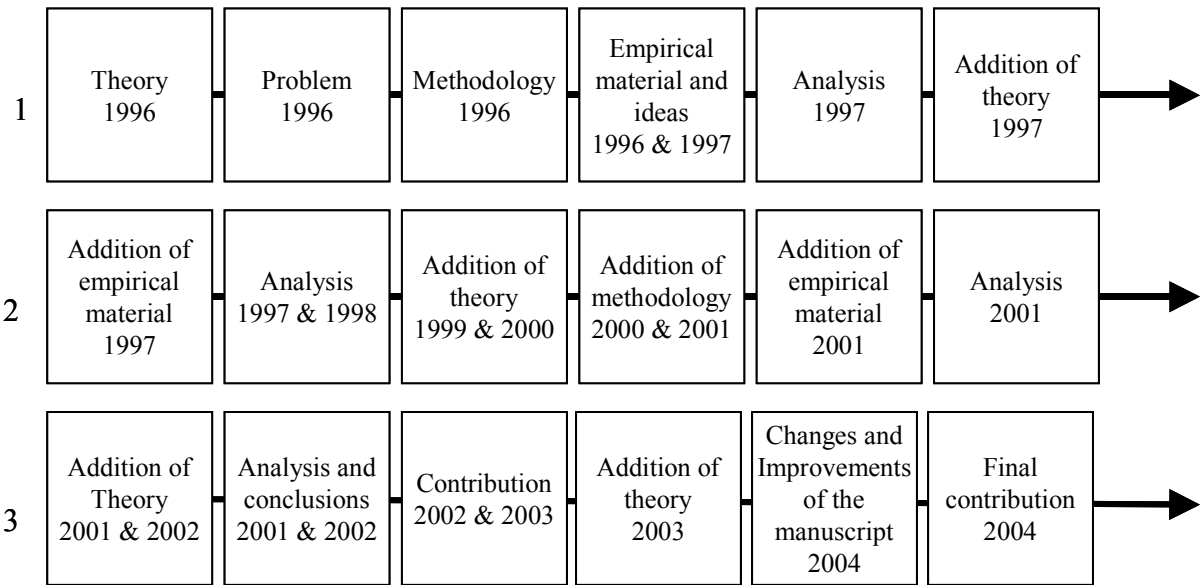 1
Theory
1996
Problem
1996
Methodology
1996
Empirical
material and
ideas
1996 & 1997
Analysis
1997
Addition of
theory
1997
2
Addition of
empirical
material
1997
Analysis
1997 & 1998
Addition of
theory
1999 & 2000
Addition of
methodology
2000 & 2001
Addition of
empirical
material
2001
Analysis
2001
3
Addition of
Theory
2001 & 2002
Analysis and
conclusions
2001 & 2002
Contribution
2002 & 2003
Addition of
theory
2003
Changes and
Improvements
of the
manuscript
2004
Final
contribution
2004